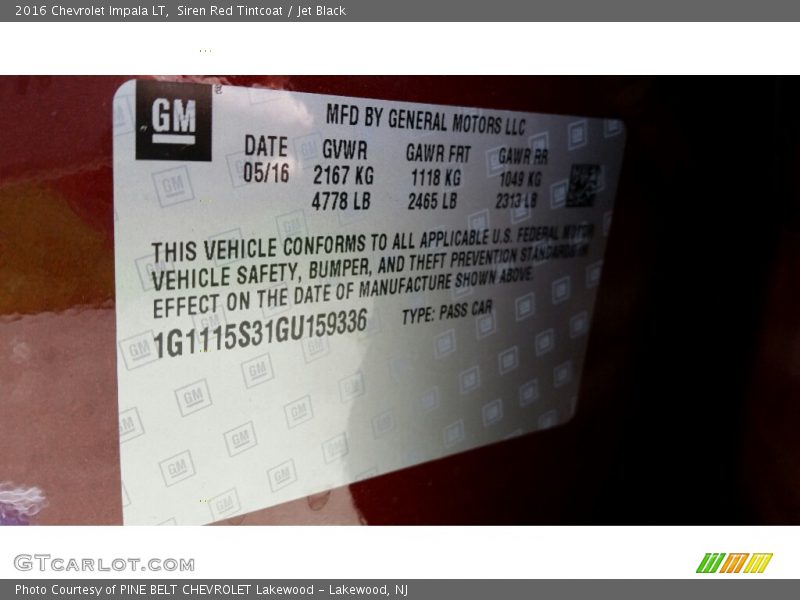 2016 Chevrolet Impala LT, Siren Red Tintcoat / Jet Black
GM
MFD BY GENERAL MOTORS LLC
DATE GVWR GAWR FRT GAWR RR
05/16 2167 KG 1118 KG 1049 KG
4778 LB 2465 LB 2313 LB
THIS VEHICLE CONFORMS TO ALL APPLICABLE U.S. FEDERAL MOTOR
VEHICLE SAFETY, BUMPER, AND THEFT PREVENTION STANDARDS IN
EFFECT ON THE DATE OF MANUFACTURE SHOWN ABOVE.
1G1115S31GU159336 TYPE: PASS CAR
GTCARLOT.COM
Photo Courtesy of PINE BELT CHEVROLET Lakewood - Lakewood, NJ